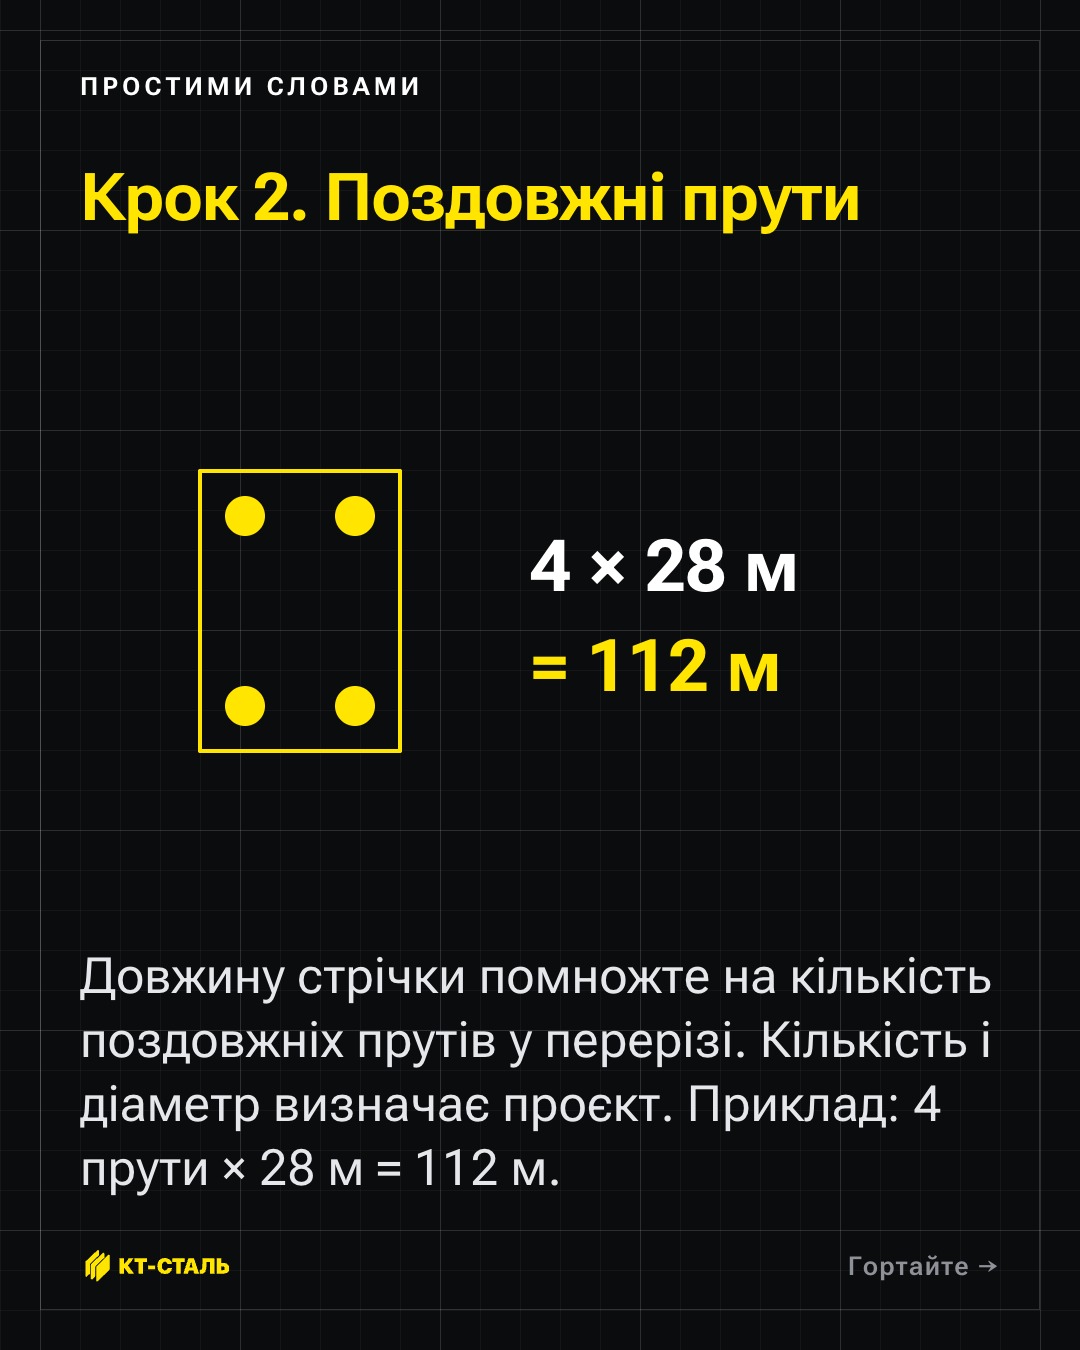 ПРОСТИМИ СЛОВАМИ
Крок 2. Поздовжні прути
4 × 28 м
= 112 м
Довжину стрічки помножте на кількість
поздовжніх прутів у перерізі. Кількість і
діаметр визначає проєкт. Приклад: 4
прути × 28 м = 112 м.
КТ-СТАЛЬ
Гортайте →